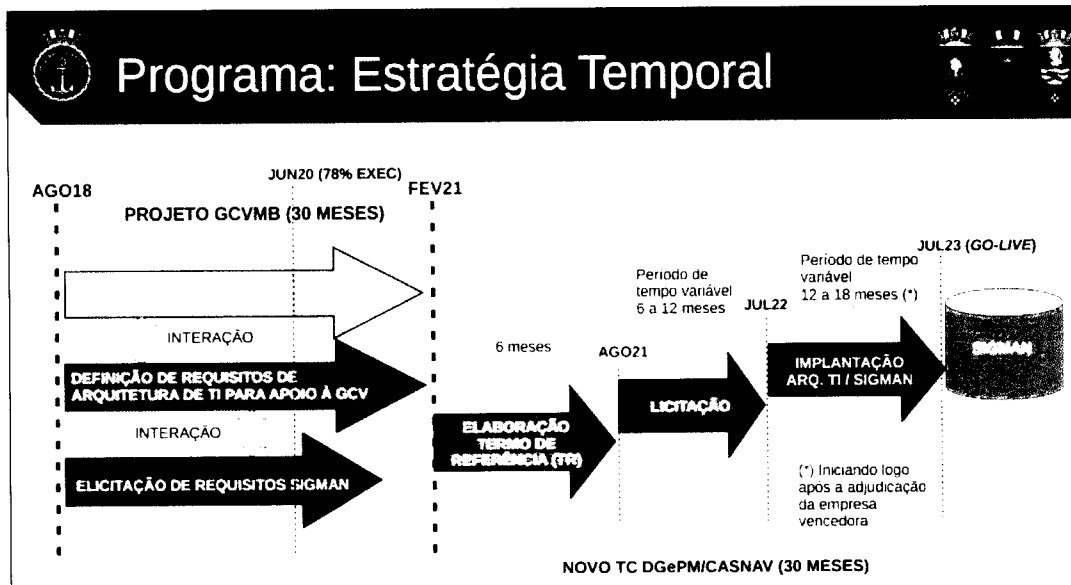 Programa: Estratégia Temporal
AGO18
JUN20 (78% EXEC)
FEV21
PROJETO GCVMB (30 MESES)
INTERAÇÃO
DEFINIÇÃO DE REQUISITOS DE
ARQUITETURA DE TI PARA APOIO À GCV
INTERAÇÃO
ELICITAÇÃO DE REQUISITOS SIGMAN
6 meses
ELABORAÇÃO
TERMO DE
REFERÊNCIA (TR)
AGO21
Período de
tempo variável
6 a 12 meses
LICITAÇÃO
JUL22
Período de tempo
variável
12 a 18 meses (*)
IMPLANTAÇÃO
ARQ. TI / SIGMAN
JUL23 (GO-LIVE)
SIGMAN
(*) Iniciando logo
após a adjudicação
da empresa
vencedora
NOVO TC DGePM/CASNAV (30 MESES)